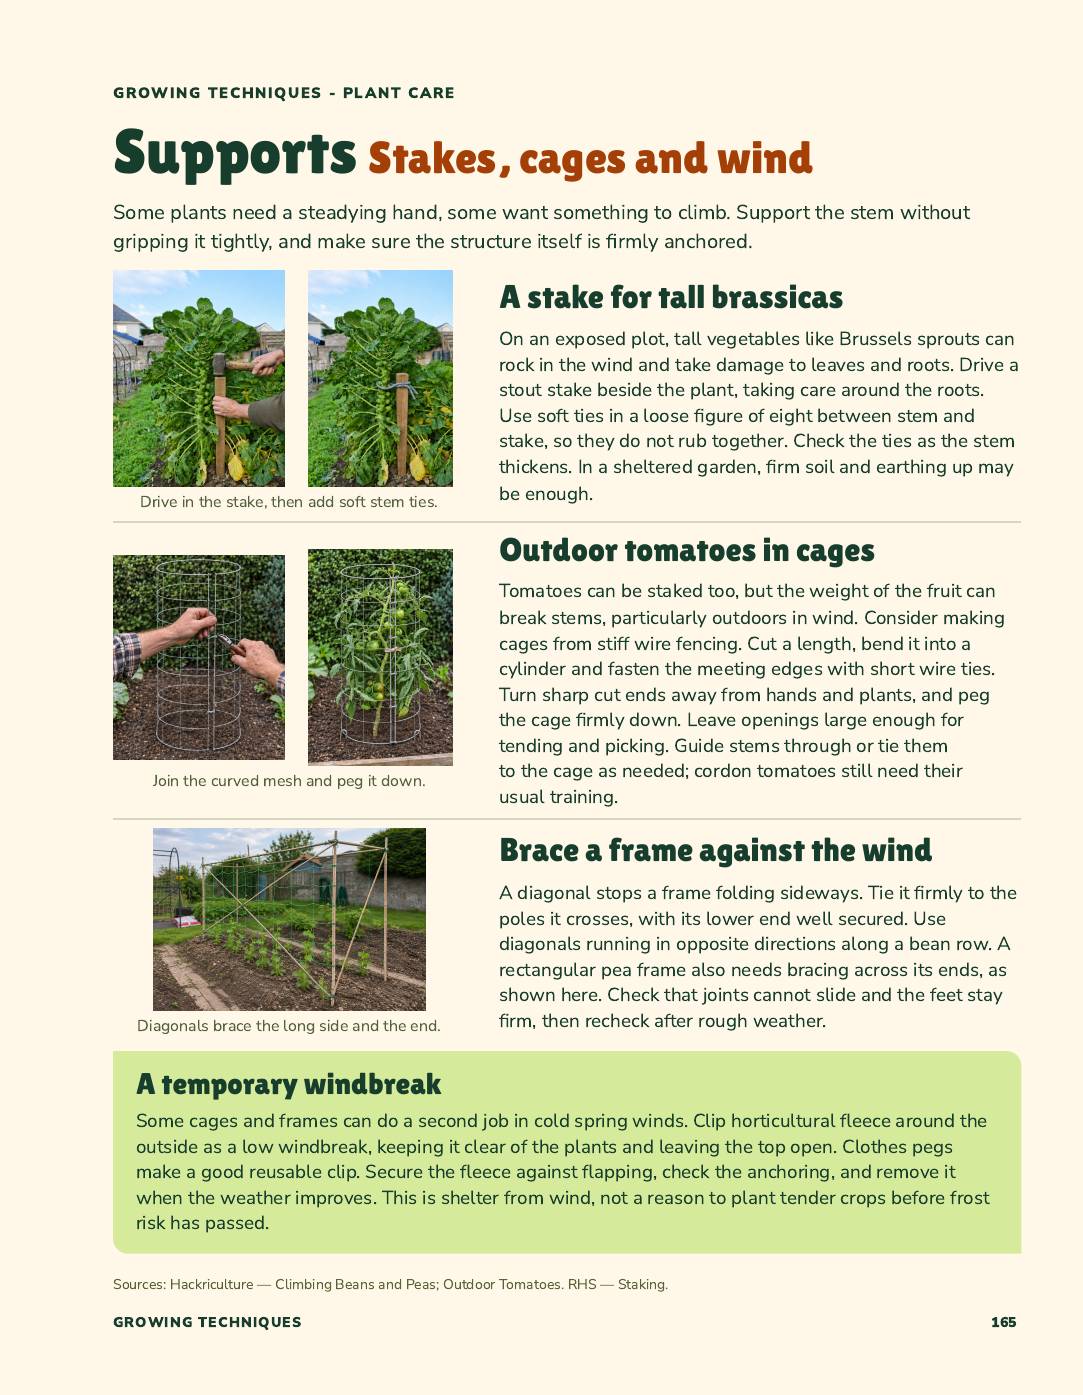 GROWING TECHNIQUES - PLANT CARE
Supports Stakes, cages and wind
Some plants need a steadying hand, some want something to climb. Support the stem without
gripping it tightly, and make sure the structure itself is firmly anchored.
A stake for tall brassicas
On an exposed plot, tall vegetables like Brussels sprouts can
rock in the wind and take damage to leaves and roots. Drive a
stout stake beside the plant, taking care around the roots.
Use soft ties in a loose figure of eight between stem and
stake, so they do not rub together. Check the ties as the stem
thickens. In a sheltered garden, firm soil and earthing up may
be enough.
Drive in the stake, then add soft stem ties.
Outdoor tomatoes in cages
Tomatoes can be staked too, but the weight of the fruit can
break stems, particularly outdoors in wind. Consider making
cages from stiff wire fencing. Cut a length, bend it into a
cylinder and fasten the meeting edges with short wire ties.
Turn sharp cut ends away from hands and plants, and peg
the cage firmly down. Leave openings large enough for
tending and picking. Guide stems through or tie them
to the cage as needed; cordon tomatoes still need their
usual training.
Join the curved mesh and peg it down.
Brace a frame against the wind
A diagonal stops a frame folding sideways. Tie it firmly to the
poles it crosses, with its lower end well secured. Use
diagonals running in opposite directions along a bean row. A
rectangular pea frame also needs bracing across its ends, as
shown here. Check that joints cannot slide and the feet stay
firm, then recheck after rough weather.
Diagonals brace the long side and the end.
A temporary windbreak
Some cages and frames can do a second job in cold spring winds. Clip horticultural fleece around the
outside as a low windbreak, keeping it clear of the plants and leaving the top open. Clothes pegs
make a good reusable clip. Secure the fleece against flapping, check the anchoring, and remove it
when the weather improves. This is shelter from wind, not a reason to plant tender crops before frost
risk has passed.
Sources: Hackriculture — Climbing Beans and Peas; Outdoor Tomatoes. RHS — Staking.
GROWING TECHNIQUES
165